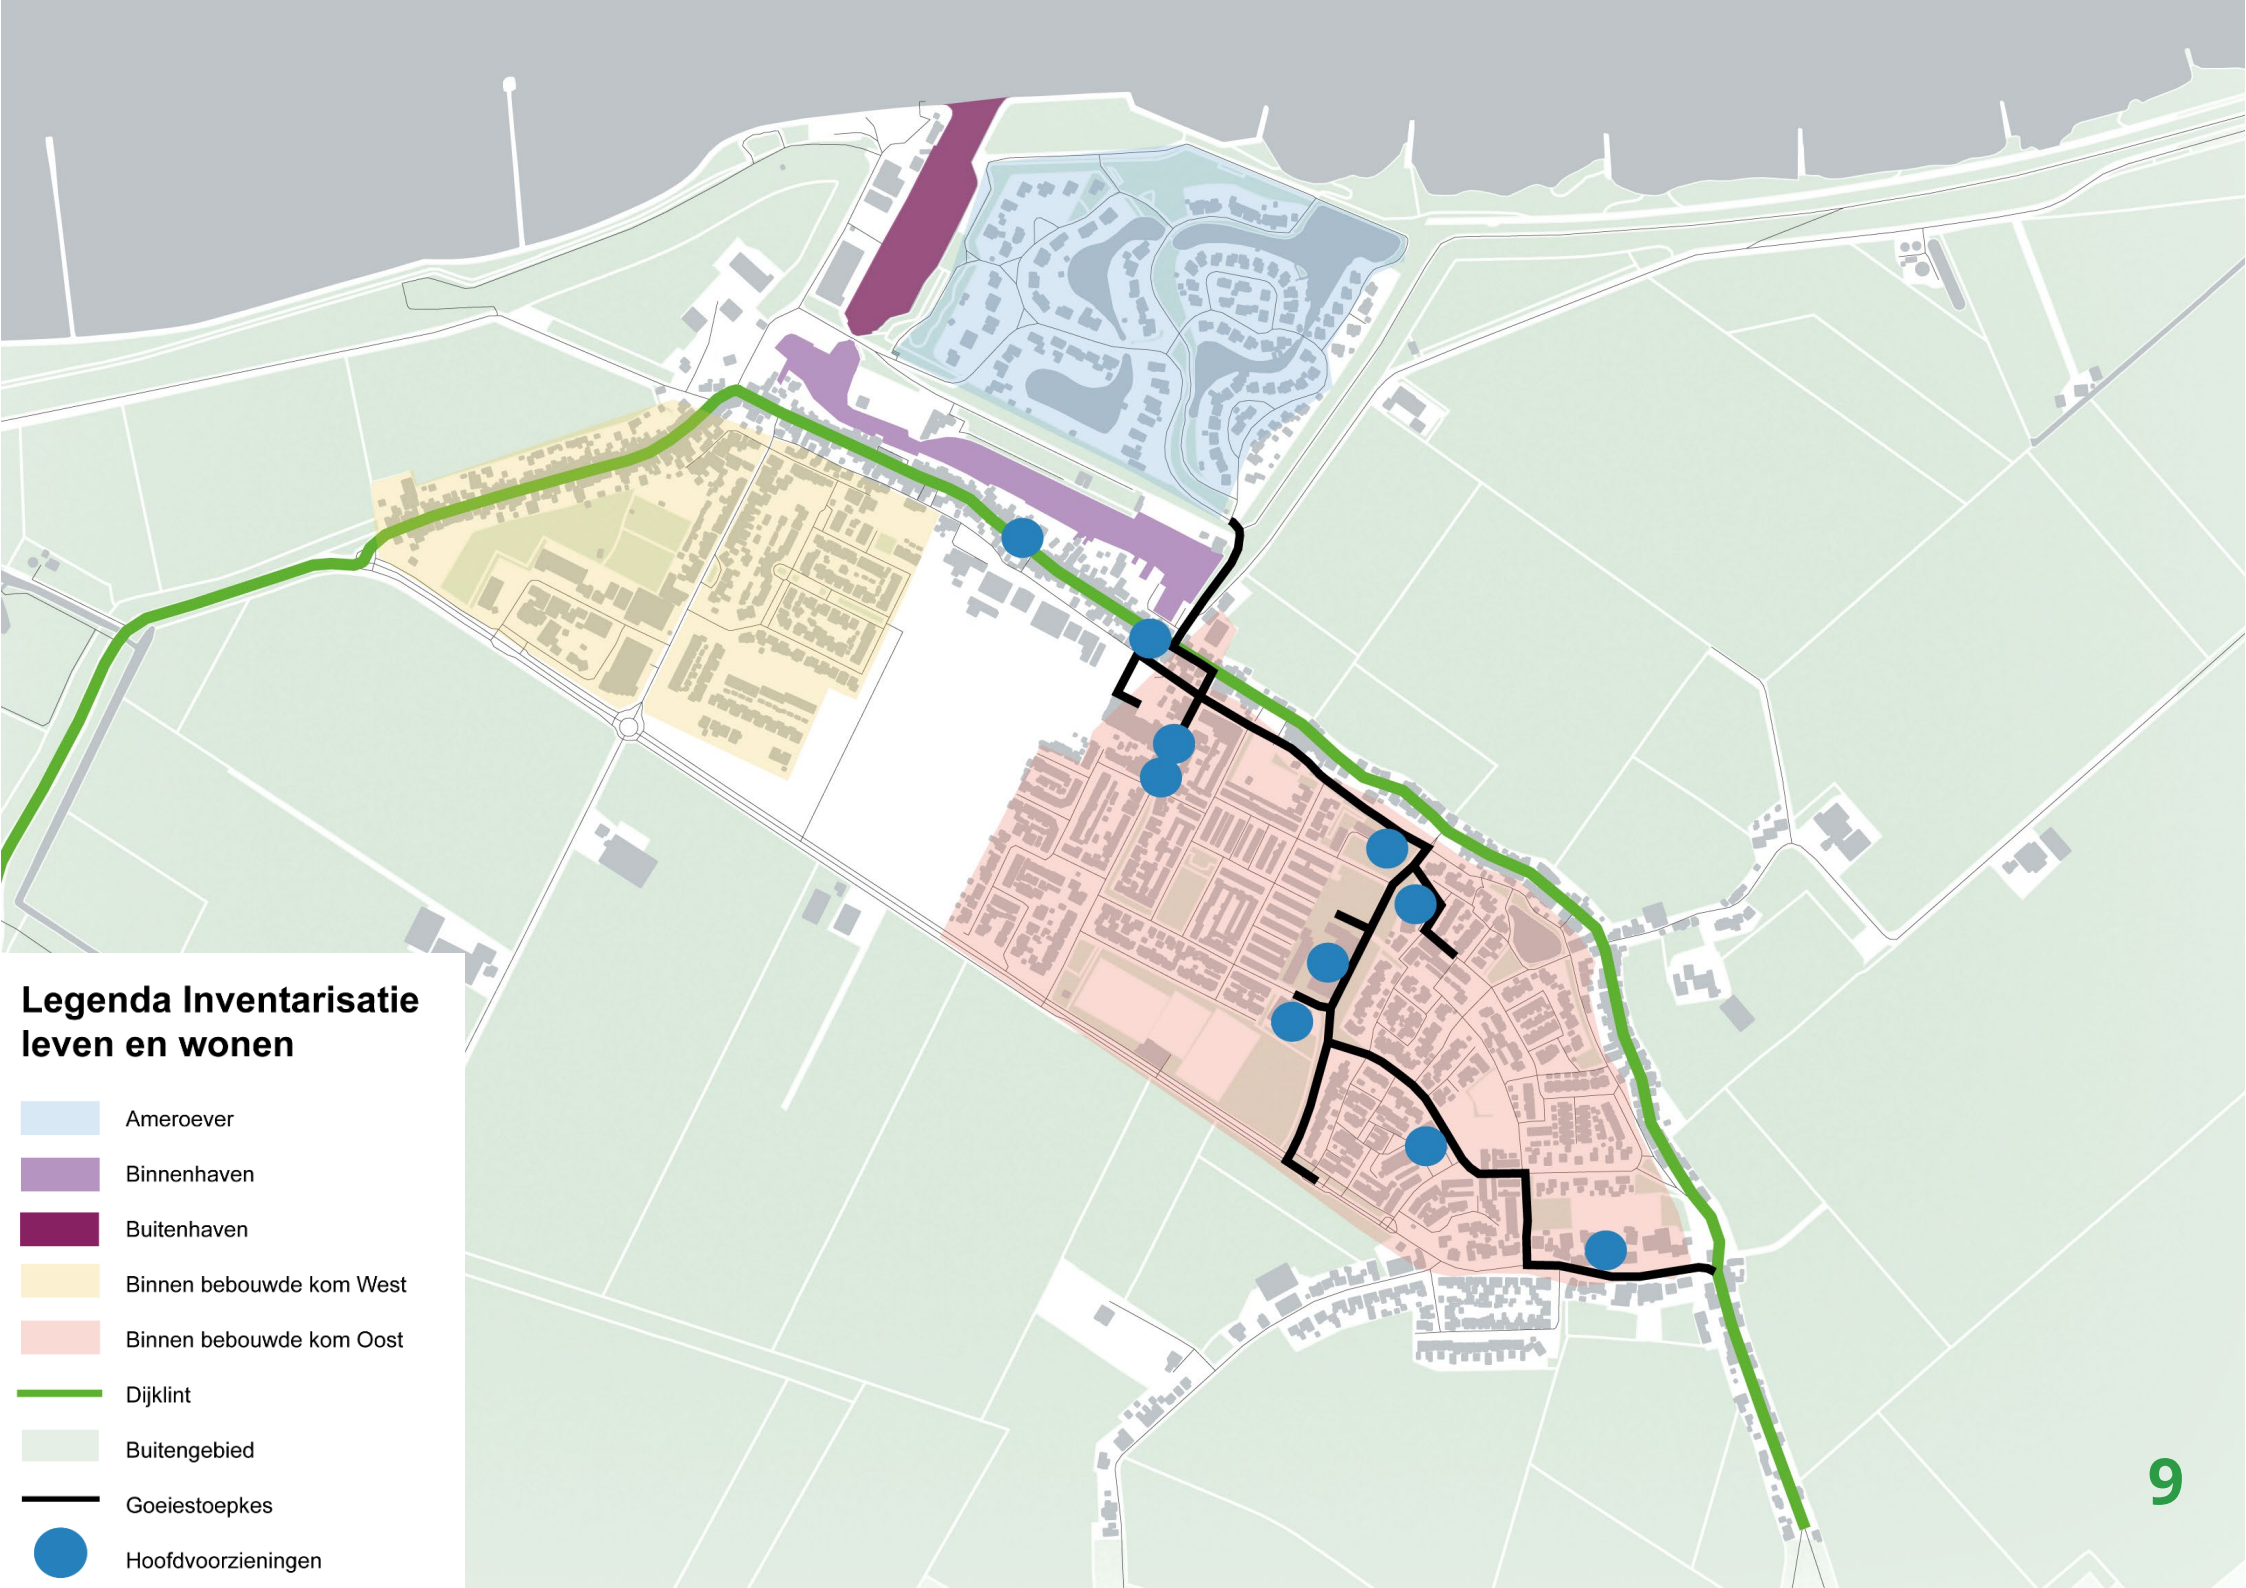 Legenda Inventarisatie
leven en wonen
Ameroever
Binnenhaven
Buitenhaven
Binnen bebouwde kom West
Binnen bebouwde kom Oost
Dijklint
Buitengebied
Goeiestoepkes
Hoofdvoorzieningen
9